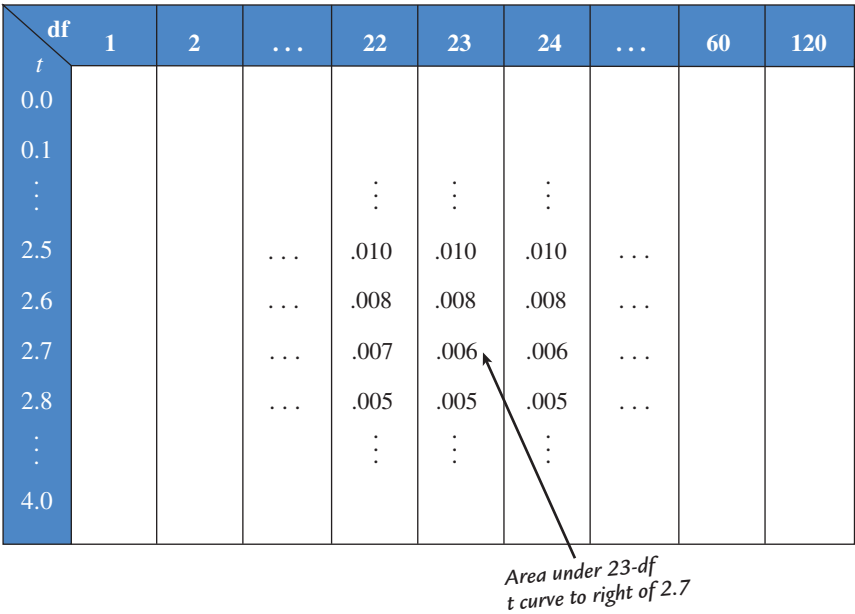 df 1 2 ... 22 23 24 ... 60 120
t
0.0
0.1
⋮ ⋮ ⋮ ⋮
2.5 ... .010 .010 .010 ...
2.6 ... .008 .008 .008 ...
2.7 ... .007 .006 .006 ...
2.8 ... .005 .005 .005 ...
⋮ ⋮ ⋮ ⋮
4.0
Area under 23-df
t curve to right of 2.7